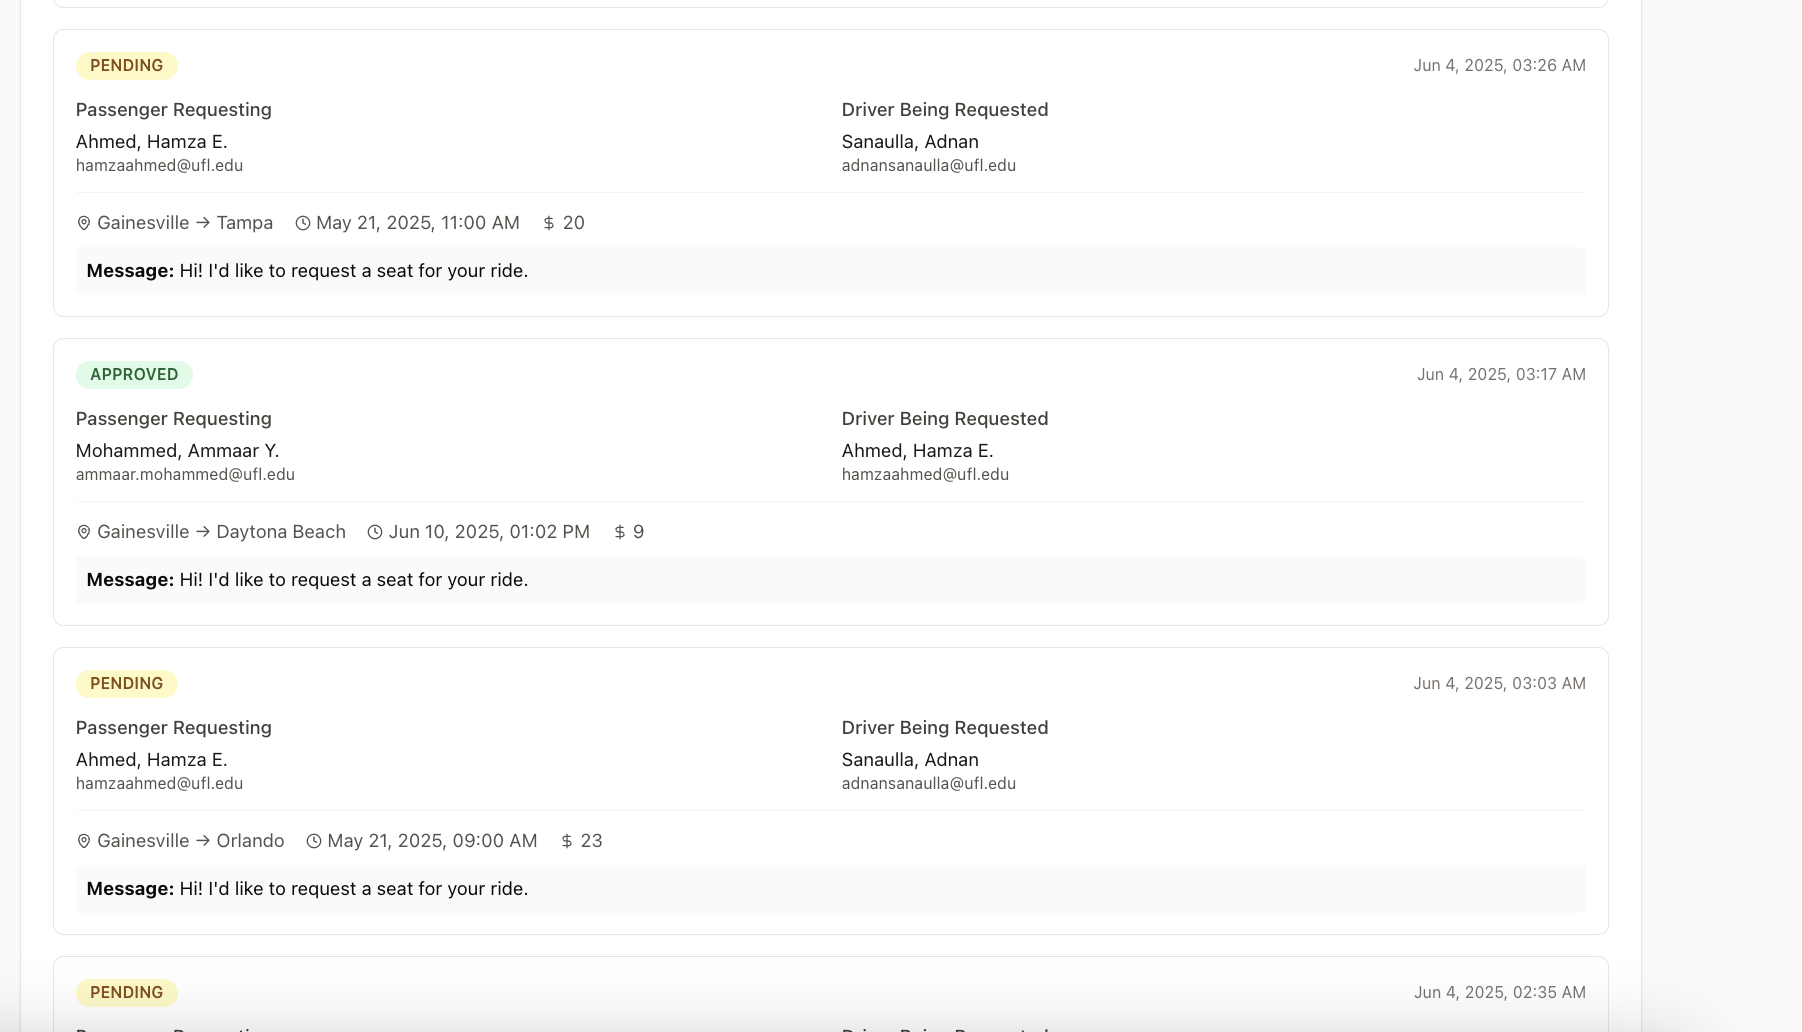 PENDING
Jun 4, 2025, 03:26 AM
Passenger Requesting
Ahmed, Hamza E.
hamzaahmed@ufl.edu
Driver Being Requested
Sanaulla, Adnan
adnansanaulla@ufl.edu
Gainesville → Tampa May 21, 2025, 11:00 AM $ 20
Message: Hi! I'd like to request a seat for your ride.
APPROVED
Jun 4, 2025, 03:17 AM
Passenger Requesting
Mohammed, Ammaar Y.
ammaar.mohammed@ufl.edu
Driver Being Requested
Ahmed, Hamza E.
hamzaahmed@ufl.edu
Gainesville → Daytona Beach Jun 10, 2025, 01:02 PM $ 9
Message: Hi! I'd like to request a seat for your ride.
PENDING
Jun 4, 2025, 03:03 AM
Passenger Requesting
Ahmed, Hamza E.
hamzaahmed@ufl.edu
Driver Being Requested
Sanaulla, Adnan
adnansanaulla@ufl.edu
Gainesville → Orlando May 21, 2025, 09:00 AM $ 23
Message: Hi! I'd like to request a seat for your ride.
PENDING
Jun 4, 2025, 02:35 AM